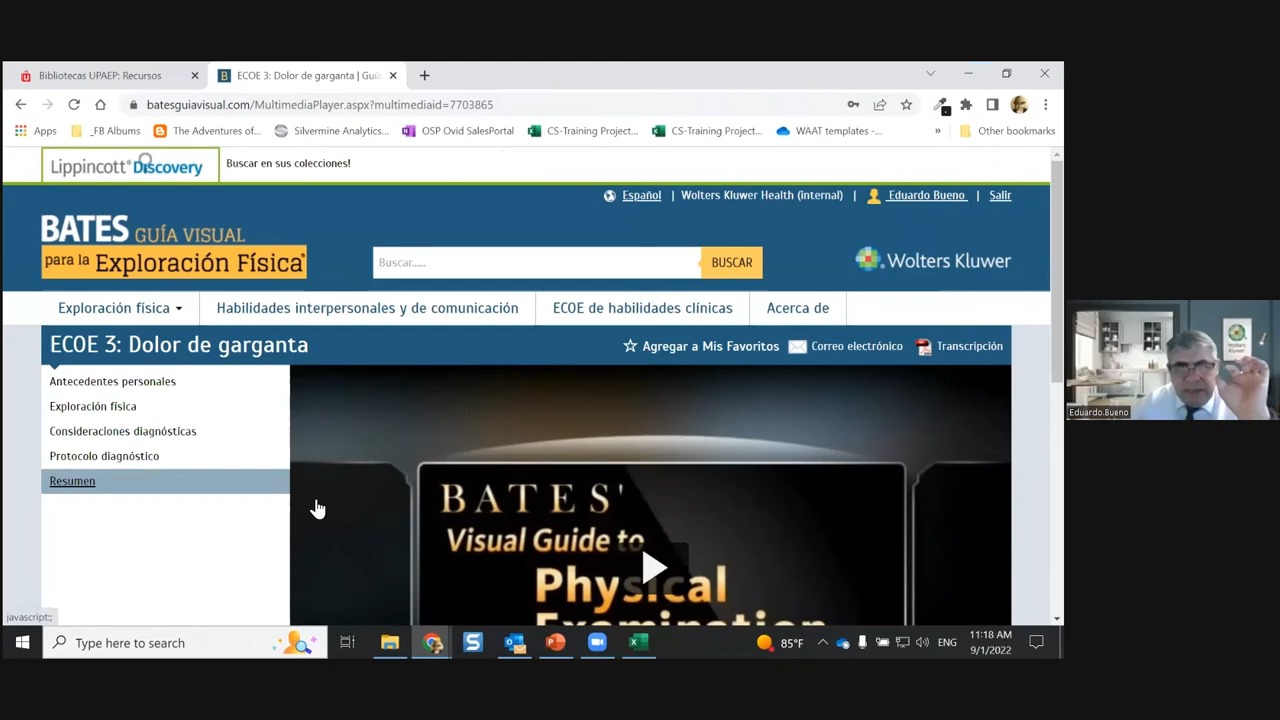 Bibliotecas UPAEP: Recursos
ECOE 3: Dolor de garganta | Guía
batesguiavisual.com/MultimediaPlayer.aspx?multimediaid=7703865
Apps
_FB Albums
The Adventures of...
Silvermine Analytics...
OSP Ovid SalesPortal
CS-Training Project...
CS-Training Project...
WAAT templates -...
»
Other bookmarks
Lippincott® Discovery
Buscar en sus colecciones!
Español | Wolters Kluwer Health (internal) | Eduardo Bueno | Salir
BATES GUÍA VISUAL
para la Exploración Física®
Buscar......
BUSCAR
Wolters Kluwer
Exploración física
Habilidades interpersonales y de comunicación
ECOE de habilidades clínicas
Acerca de
ECOE 3: Dolor de garganta
Agregar a Mis Favoritos
Correo electrónico
Transcripción
Antecedentes personales
Exploración física
Consideraciones diagnósticas
Protocolo diagnóstico
Resumen
BATES'
Visual Guide to
Physical
Examination
Wolters
Kluwer
Eduardo.Bueno
javascript:;
Type here to search
85°F
ENG
11:18 AM
9/1/2022